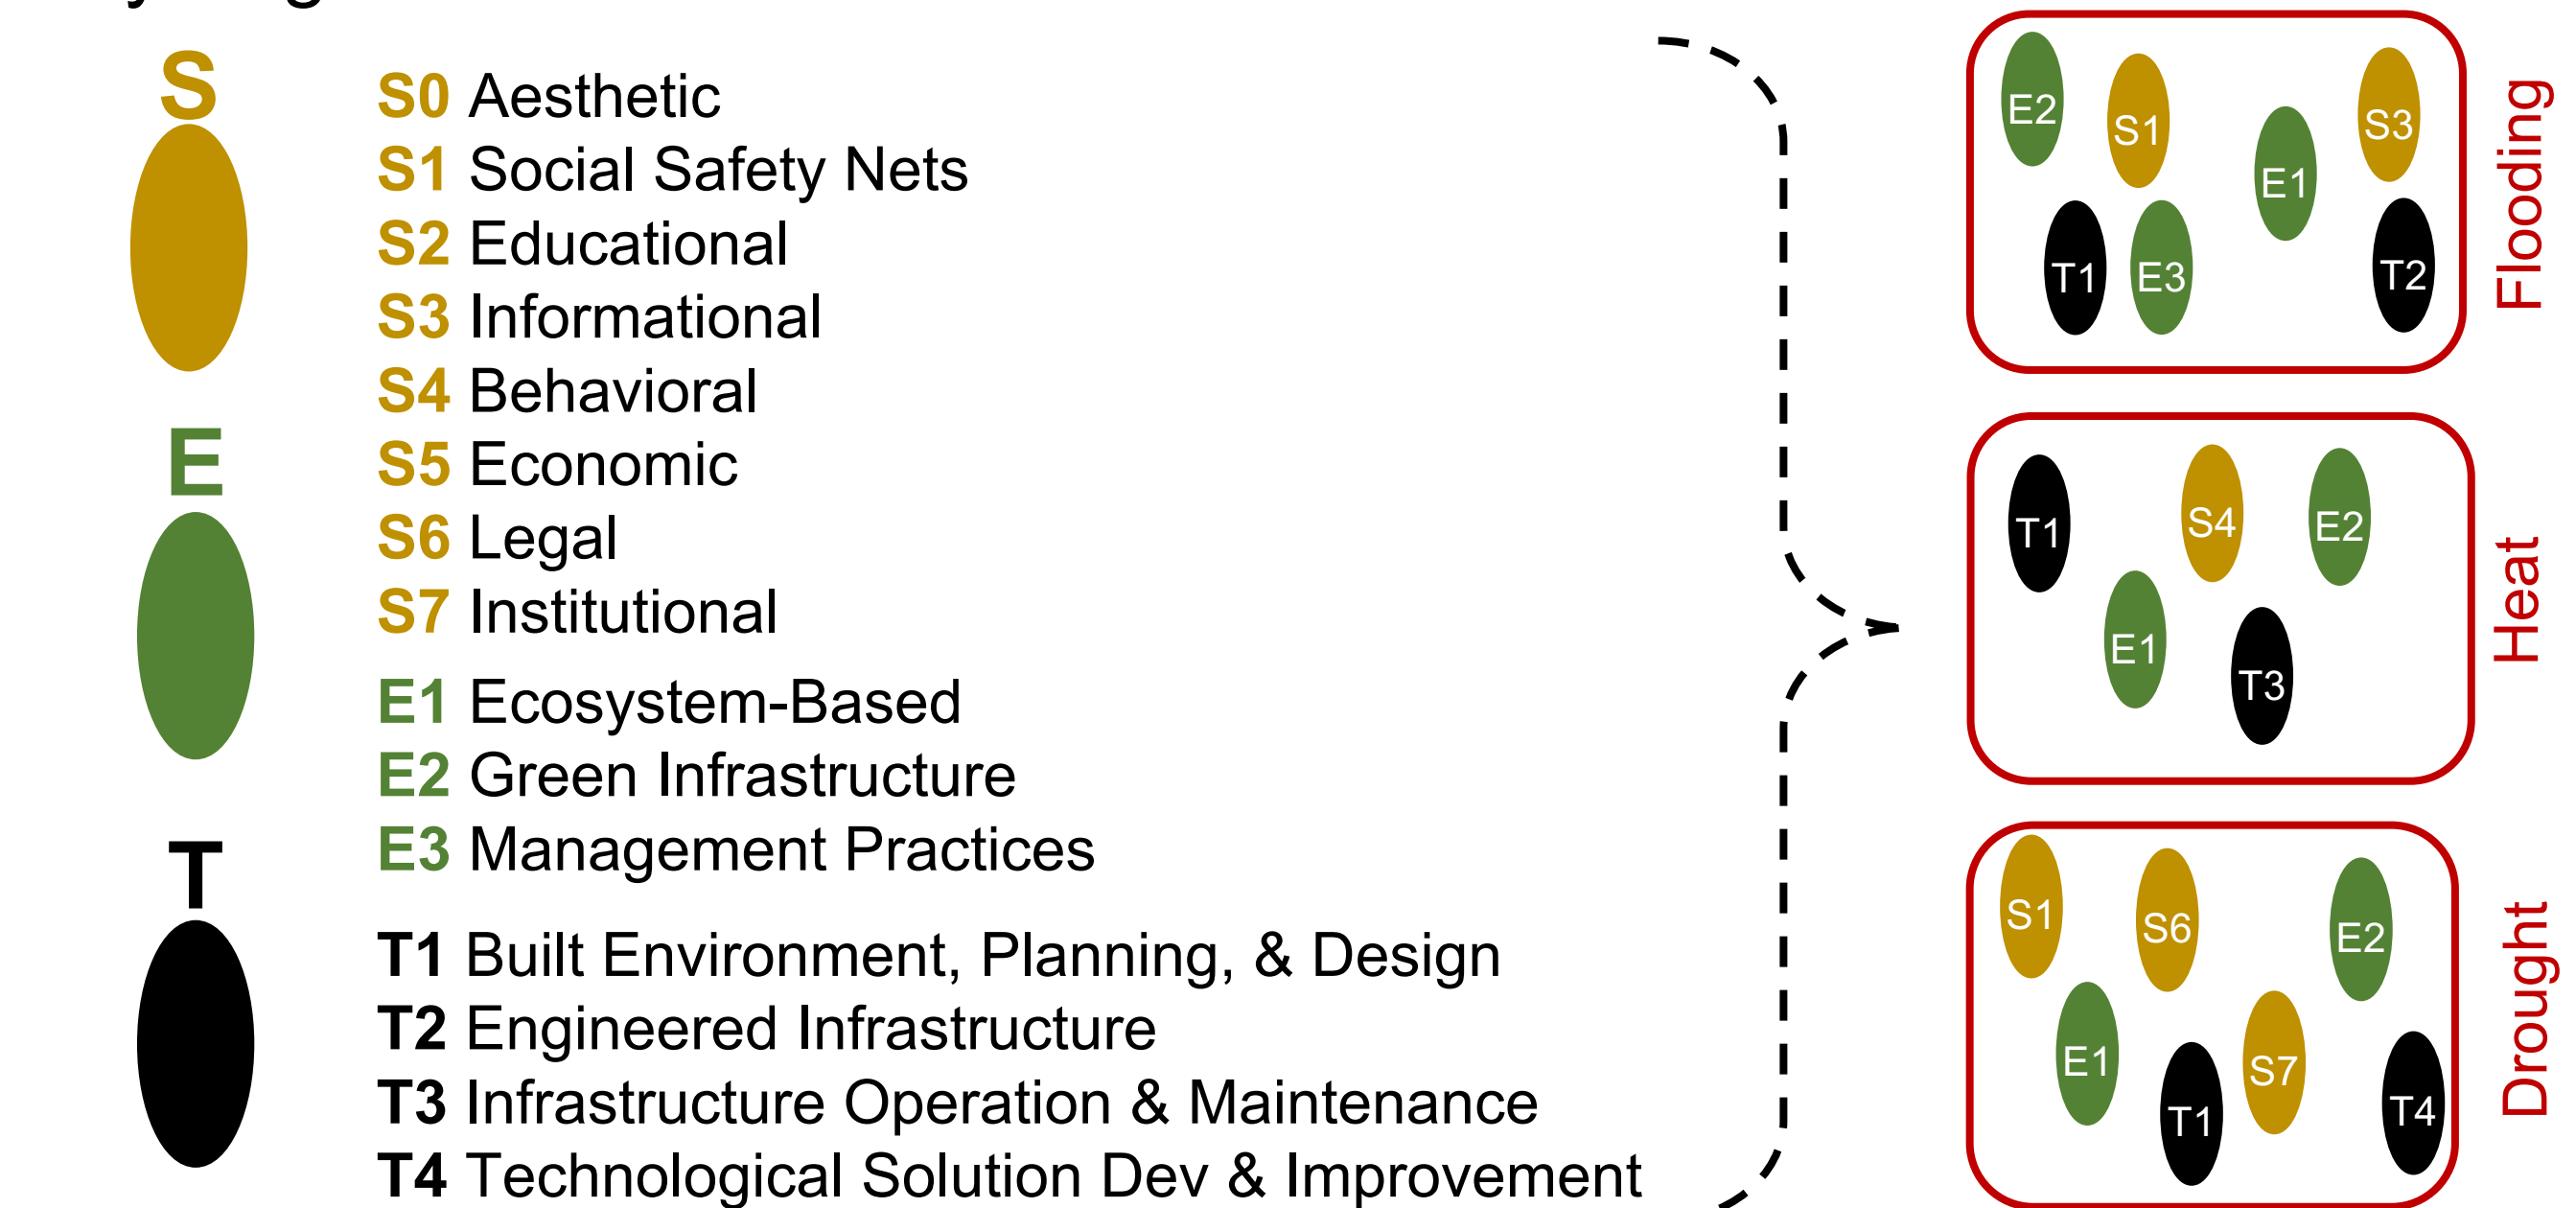 S
S0 Aesthetic
S1 Social Safety Nets
S2 Educational
S3 Informational
S4 Behavioral
S5 Economic
S6 Legal
S7 Institutional
E
E1 Ecosystem-Based
E2 Green Infrastructure
E3 Management Practices
T
T1 Built Environment, Planning, & Design
T2 Engineered Infrastructure
T3 Infrastructure Operation & Maintenance
T4 Technological Solution Dev & Improvement
E2 S1 E1 S3
T1 E3 T2
Flooding
T1 S4 E2
E1 T3
Heat
S1 S6 E2
E1 T1 S7 T4
Drought